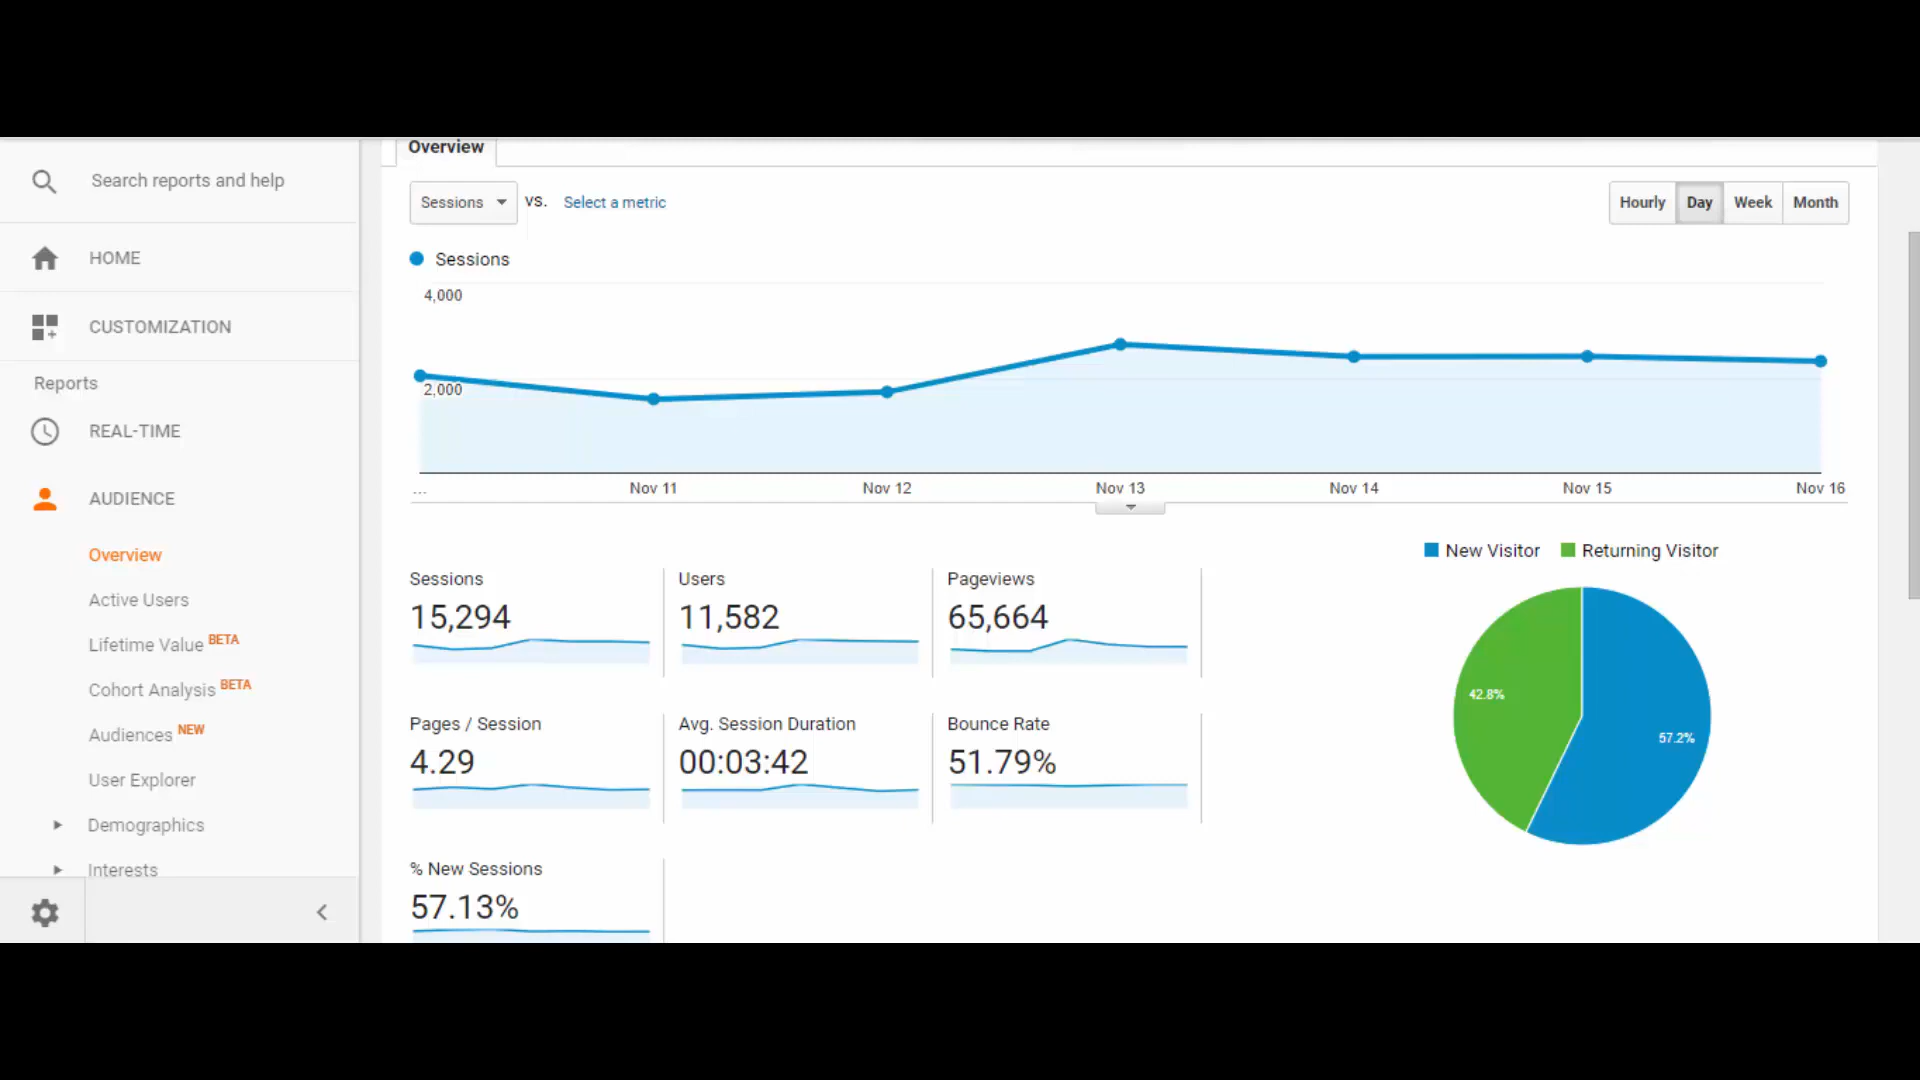 Overview
Search reports and help
Sessions vs. Select a metric
Hourly Day Week Month
HOME
Sessions
4,000
CUSTOMIZATION
2,000
Reports
REAL-TIME
... Nov 11 Nov 12 Nov 13 Nov 14 Nov 15 Nov 16
AUDIENCE
Overview
Active Users
Lifetime Value BETA
Cohort Analysis BETA
Audiences NEW
User Explorer
Demographics
Interests
New Visitor Returning Visitor
Sessions Users Pageviews
15,294 11,582 65,664
42.8%
57.2%
Pages / Session Avg. Session Duration Bounce Rate
4.29 00:03:42 51.79%
% New Sessions
57.13%